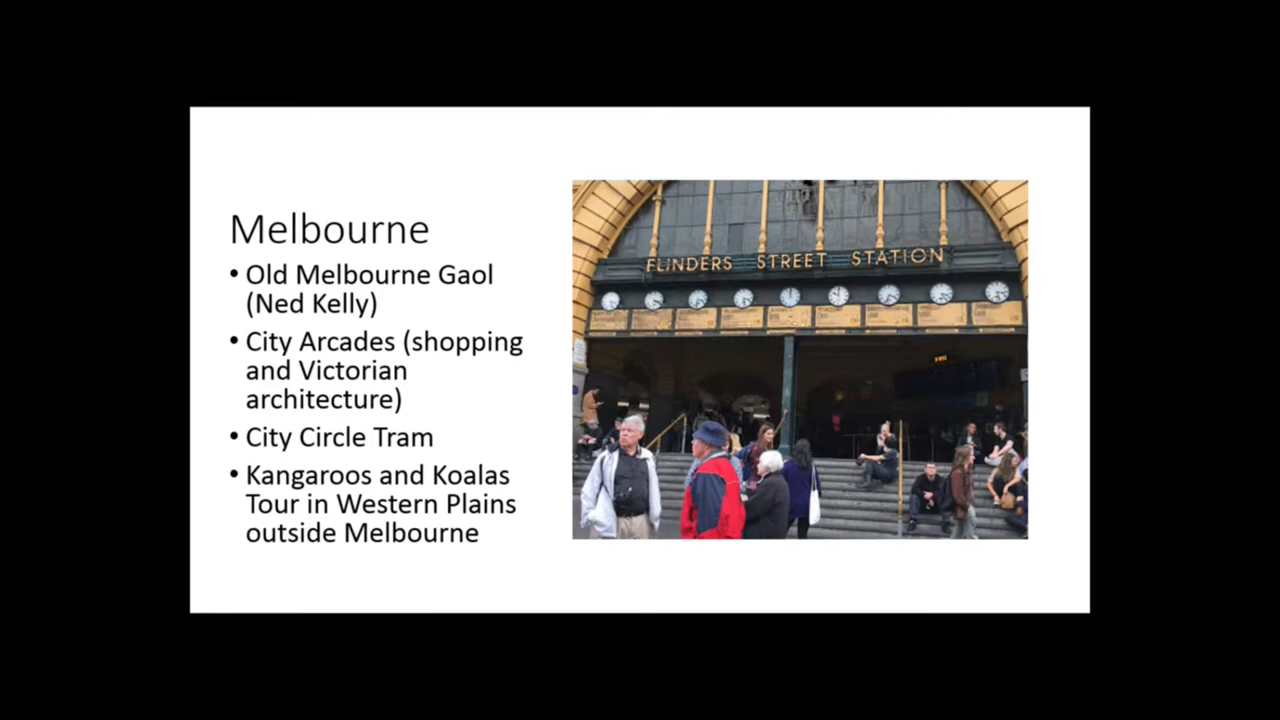 Melbourne
• Old Melbourne Gaol
(Ned Kelly)
• City Arcades (shopping
and Victorian
architecture)
• City Circle Tram
• Kangaroos and Koalas
Tour in Western Plains
outside Melbourne
FLINDERS STREET STATION